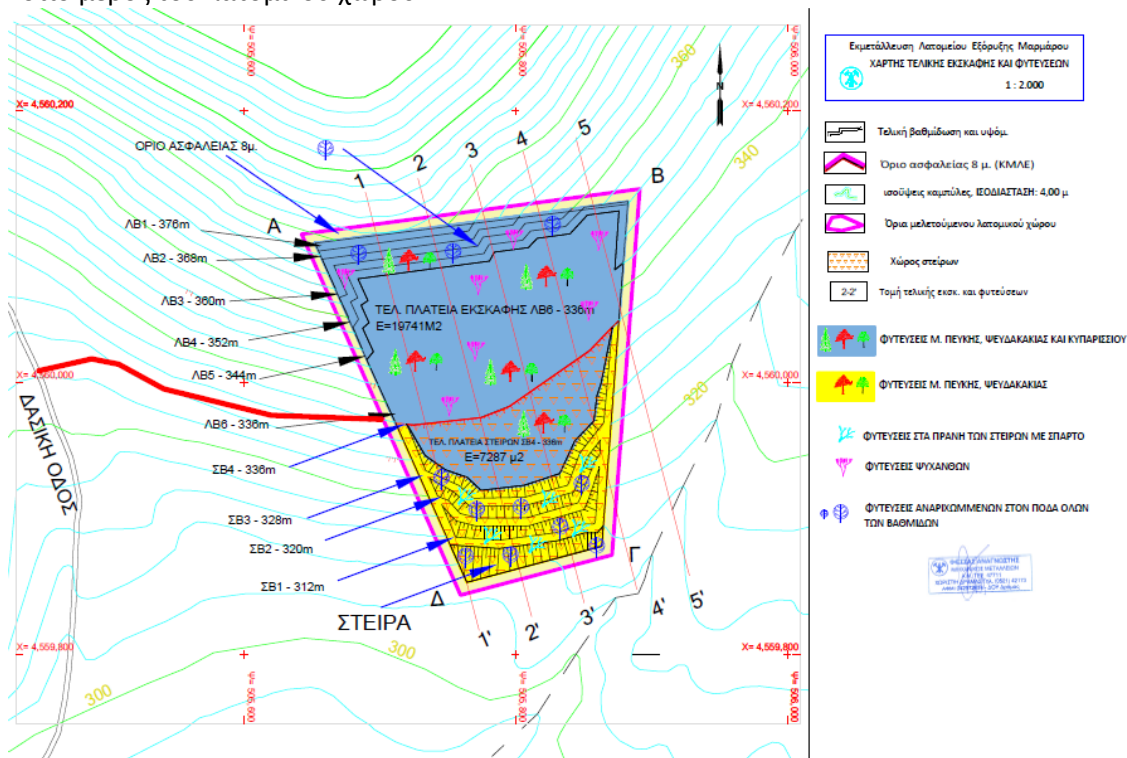 Εκμετάλλευση Λατομείου Εξόρυξης Μαρμάρου
ΧΑΡΤΗΣ ΤΕΛΙΚΗΣ ΕΚΣΚΑΦΗΣ ΚΑΙ ΦΥΤΕΥΣΕΩΝ
1 : 2.000
Τελική βαθμίδωση και υψόμ.
Όριο ασφαλείας 8 μ. (ΚΜΛΕ)
ισοϋψείς καμπύλες, ΙΣΟΔΙΑΣΤΑΣΗ: 4,00 μ
Όρια μελετούμενου λατομικού χώρου
Χώρος στείρων
2-2' Τομή τελικής εκσκ. και φυτεύσεων
ΦΥΤΕΥΣΕΙΣ Μ. ΠΕΥΚΗΣ, ΨΕΥΔΑΚΑΚΙΑΣ ΚΑΙ ΚΥΠΑΡΙΣΣΙΟΥ
ΦΥΤΕΥΣΕΙΣ Μ. ΠΕΥΚΗΣ, ΨΕΥΔΑΚΑΚΙΑΣ
ΦΥΤΕΥΣΕΙΣ ΣΤΑ ΠΡΑΝΗ ΤΩΝ ΣΤΕΙΡΩΝ ΜΕ ΣΠΑΡΤΟ
ΦΥΤΕΥΣΕΙΣ ΨΥΧΑΝΘΩΝ
ΦΥΤΕΥΣΕΙΣ ΑΝΑΡΙΧΩΜΜΕΝΩΝ ΣΤΟΝ ΠΟΔΑ ΟΛΩΝ
ΤΩΝ ΒΑΘΜΙΔΩΝ
X= 4,560,200
X= 4,560,200
X= 4,560,000
X= 4,560,000
X= 4,559,800
X= 4,559,800
N
360
340
320
300
300
ΟΡΙΟ ΑΣΦΑΛΕΙΑΣ 8μ.
1
2
3
4
5
Α
Β
Γ
Δ
ΛΒ1 - 376m
ΛΒ2 - 368m
ΛΒ3 - 360m
ΛΒ4 - 352m
ΛΒ5 - 344m
ΛΒ6 - 336m
ΤΕΛ. ΠΛΑΤΕΙΑ ΕΚΣΚΑΦΗΣ ΛΒ6 - 336m
Ε=19741Μ2
ΤΕΛ. ΠΛΑΤΕΙΑ ΣΤΕΙΡΩΝ ΣΒ4 - 336m
Ε=7287 μ2
ΣΒ4 - 336m
ΣΒ3 - 328m
ΣΒ2 - 320m
ΣΒ1 - 312m
ΣΤΕΙΡΑ
1'
2'
3'
4'
5'
ΔΑΣΙΚΗ ΟΔΟΣ